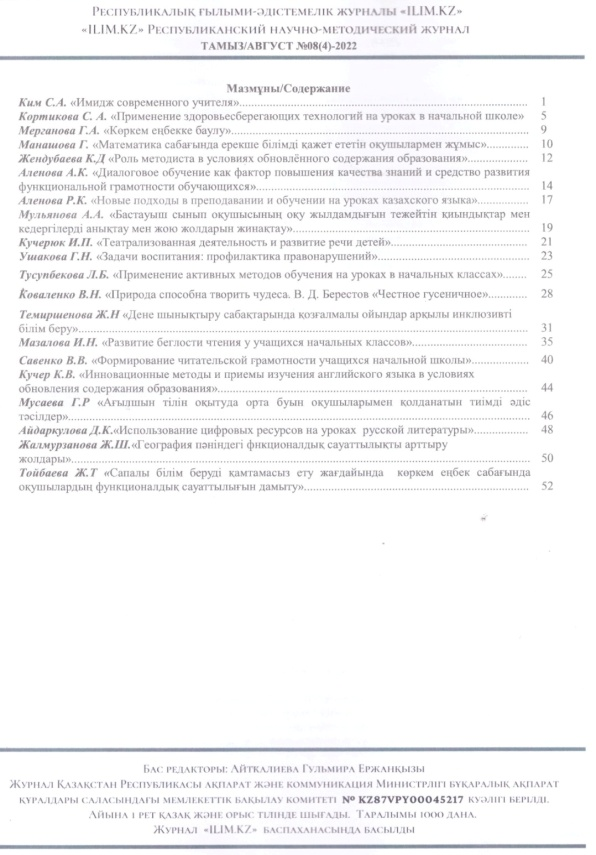 Республикалық ғылыми-әдістемелік журналы «ILIM.KZ»
«ILIM.KZ» Республиканский научно-методический журнал
ТАМЫЗ/АВГУСТ №08(4)-2022
Мазмұны/Содержание
Ким С.А. «Имидж современного учителя»... 1
Кортикова С. А. «Применение здоровьесберегающих технологий на уроках в начальной школе» 5
Мерганова Г.А. «Көркем еңбекке баулу»... 9
Манашова Г. «Математика сабағында ерекше білімді қажет ететін оқушылармен жұмыс»... 10
Жендубаева К.Д «Роль методиста в условиях обновлённого содержания образования»... 12
Аленова А.К. «Диалоговое обучение как фактор повышения качества знаний и средство развития
функциональной грамотности обучающихся»... 14
Аленова Р.К. «Новые подходы в преподавании и обучении на уроках казахского языка»... 17
Мульянова А.А. «Бастауыш сынып оқушысының оқу жылдамдығын тежейтін қиындықтар мен
кедергілерді анықтау мен жою жолдарын жинақтау»... 19
Кучерюк И.П. «Театрализованная деятельность и развитие речи детей»... 21
Ушакова Г.Н. «Задачи воспитания: профилактика правонарушений»... 23
Тусупбекова Л.Б. «Применение активных методов обучения на уроках в начальных классах»... 25
Коваленко В.Н. «Природа способна творить чудеса. В. Д. Берестов «Честное гусеничное»... 28
Темиршенова Ж.Н «Дене шынықтыру сабақтарында қозғалмалы ойындар арқылы инклюзивті
білім беру»... 31
Мазалова И.Н. «Развитие беглости чтения у учащихся начальных классов»... 35
Савенко В.В. «Формирование читательской грамотности учащихся начальной школы»... 40
Кучер К.В. «Инновационные методы и приемы изучения английского языка в условиях
обновления содержания образования»... 44
Мусаева Г.Р «Ағылшын тілін оқытуда орта буын оқушыларымен қолданатын тиімді әдіс
тәсілдер»... 46
Айдаркулова Д.К.«Использование цифровых ресурсов на уроках русской литературы»... 48
Жалмурзанова Ж.Ш.«География пәніндегі фнкционалдық сауаттылықты арттыру
жолдары»... 50
Тойбаева Ж.Т «Сапалы білім беруді қамтамасыз ету жағдайында көркем еңбек сабағында
оқушылардың функционалдық сауаттылығын дамыту»... 52
Бас редакторы: Айткалиева Гульмира Ержанқызы
Журнал Қазақстан Республикасы ақпарат және коммуникация Министрлігі бұқаралық ақпарат
құралдары саласындағы мемлекеттік бақылау комитеті № KZ87VPY00045217 куәлігі берілді.
Айына 1 рет қазақ және орыс тілінде шығады. Таралымы 1000 дана.
Журнал «ILIM.KZ» баспаханасында басылды